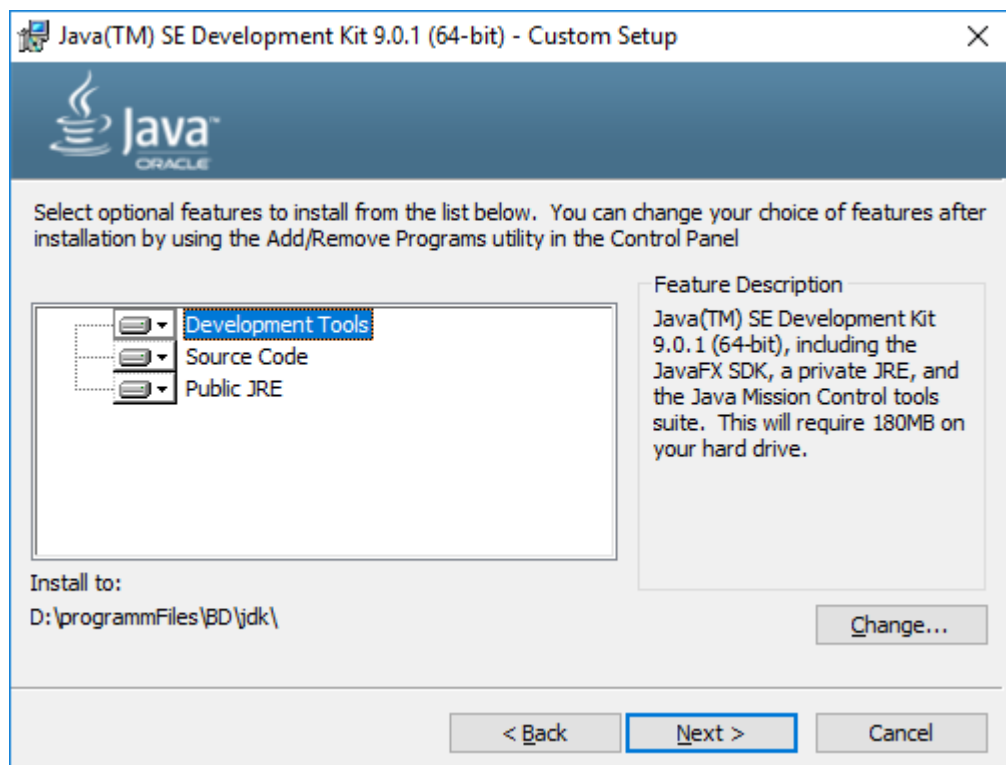 Java(TM) SE Development Kit 9.0.1 (64-bit) - Custom Setup
Java™
ORACLE
Select optional features to install from the list below.  You can change your choice of features after
installation by using the Add/Remove Programs utility in the Control Panel
Development Tools
Source Code
Public JRE
Feature Description
Java(TM) SE Development Kit
9.0.1 (64-bit), including the
JavaFX SDK, a private JRE, and
the Java Mission Control tools
suite.  This will require 180MB on
your hard drive.
Install to:
D:\programmFiles\BD\jdk\
Change...
< Back
Next >
Cancel